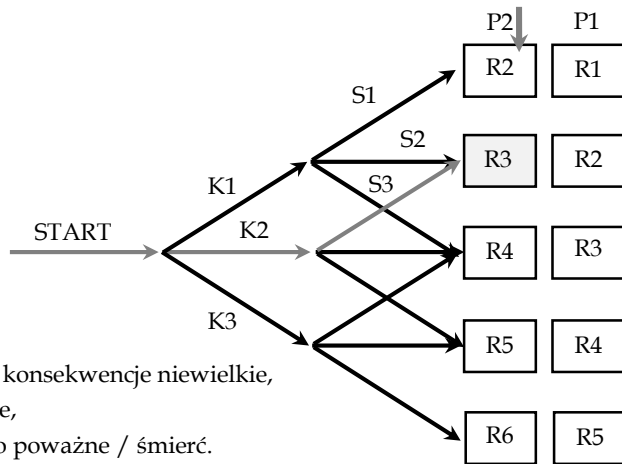 P2 P1
R2 R1
S1
S2
R3 R2
K1
S3
START
K2
R4 R3
K3
R5 R4
konsekwencje niewielkie,
R6 R5
poważne / śmierć.